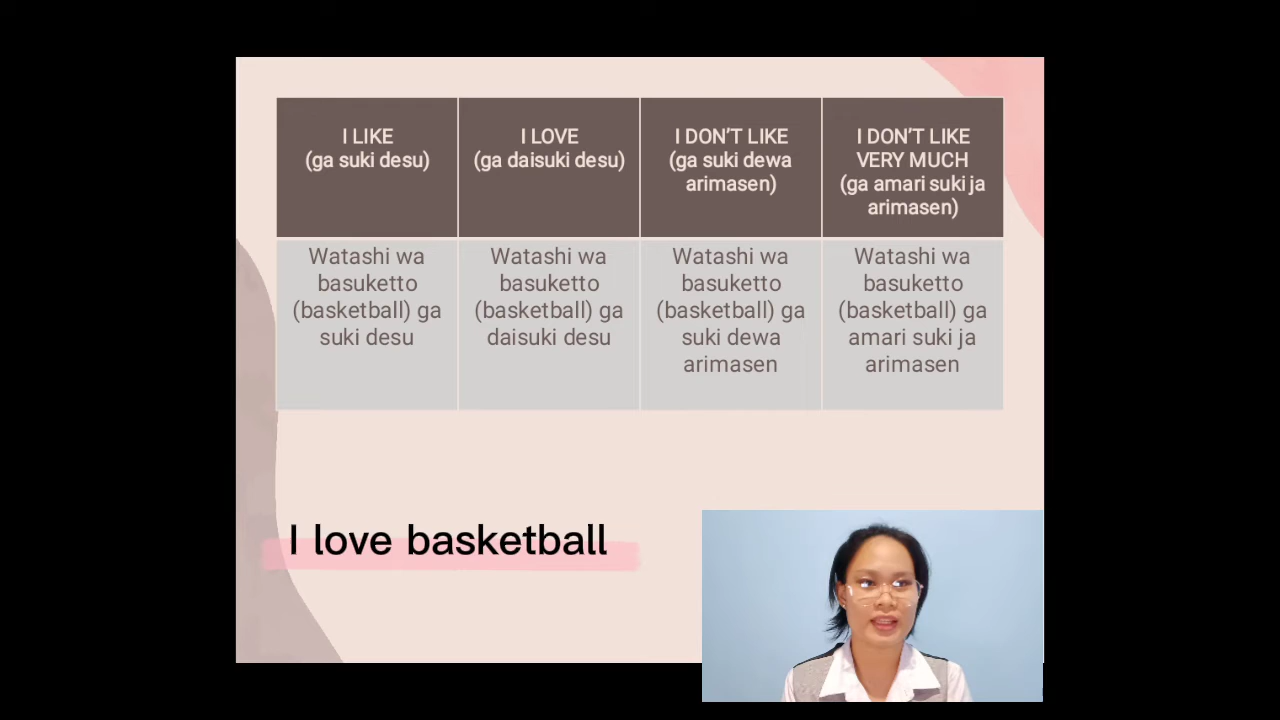 I LIKE
(ga suki desu)
I LOVE
(ga daisuki desu)
I DON'T LIKE
(ga suki dewa
arimasen)
I DON'T LIKE
VERY MUCH
(ga amari suki ja
arimasen)
Watashi wa
basuketto
(basketball) ga
suki desu
Watashi wa
basuketto
(basketball) ga
daisuki desu
Watashi wa
basuketto
(basketball) ga
suki dewa
arimasen
Watashi wa
basuketto
(basketball) ga
amari suki ja
arimasen
I love basketball